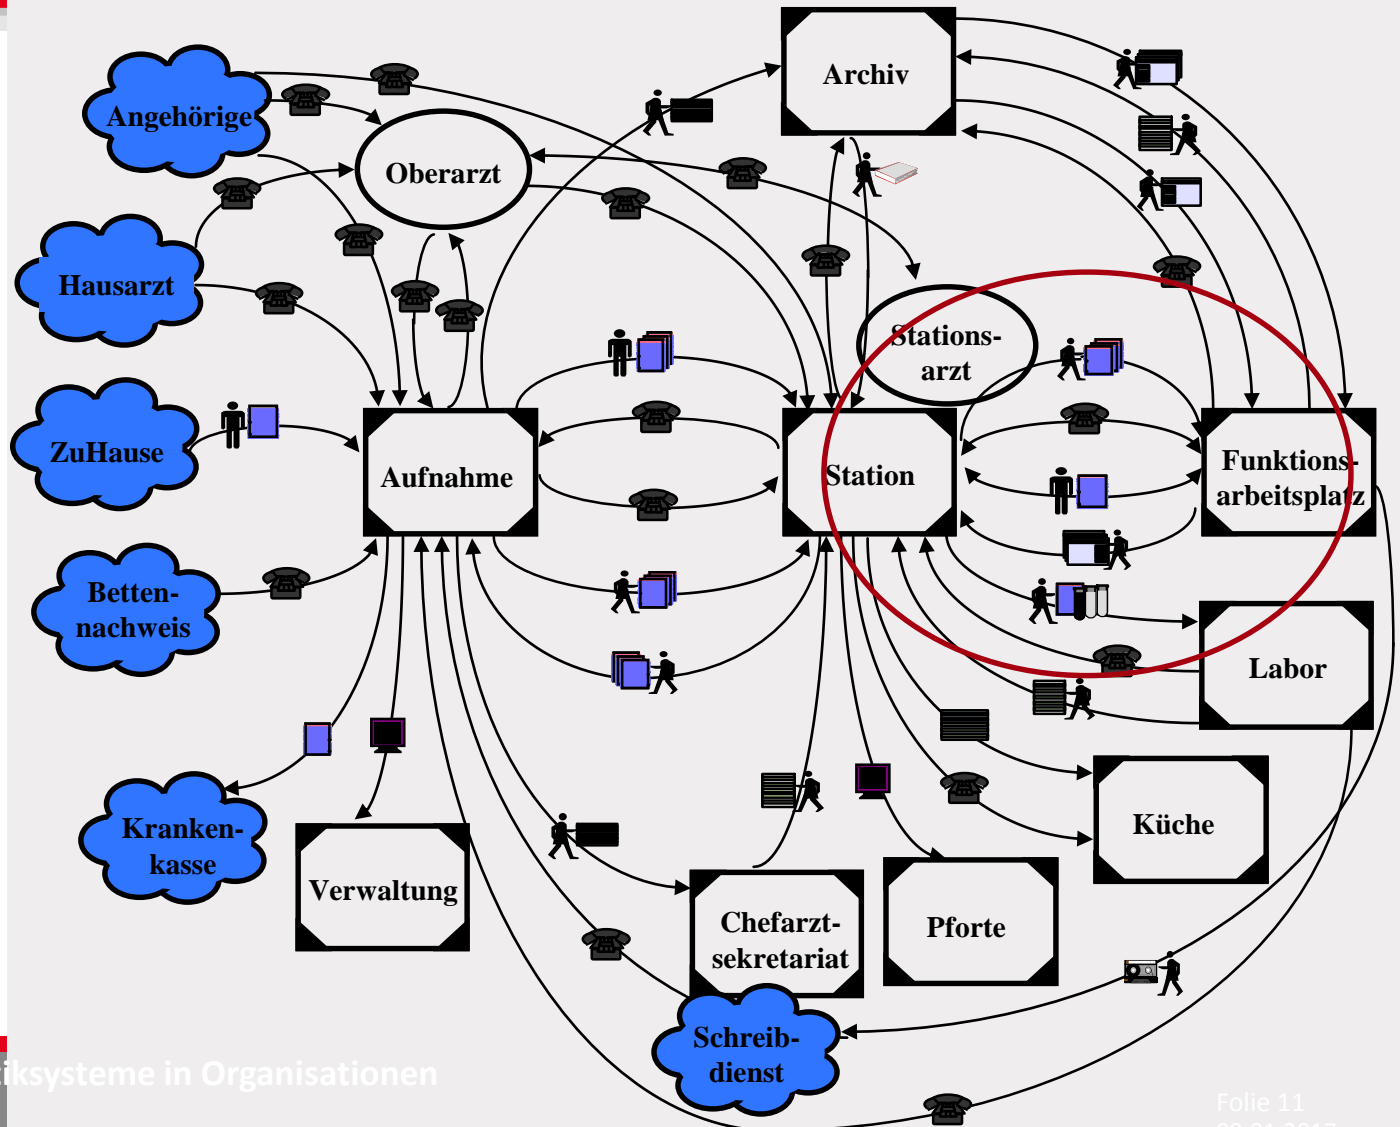 Archiv
Angehörige
Oberarzt
Hausarzt
Stations-
arzt
ZuHause
Aufnahme
Station
Funktions-
arbeitsplatz
Betten-
nachweis
Labor
Kranken-
kasse
Verwaltung
Küche
Chefarzt-
sekretariat
Pforte
Schreib-
dienst
iksysteme in Organisationen
Folie 11